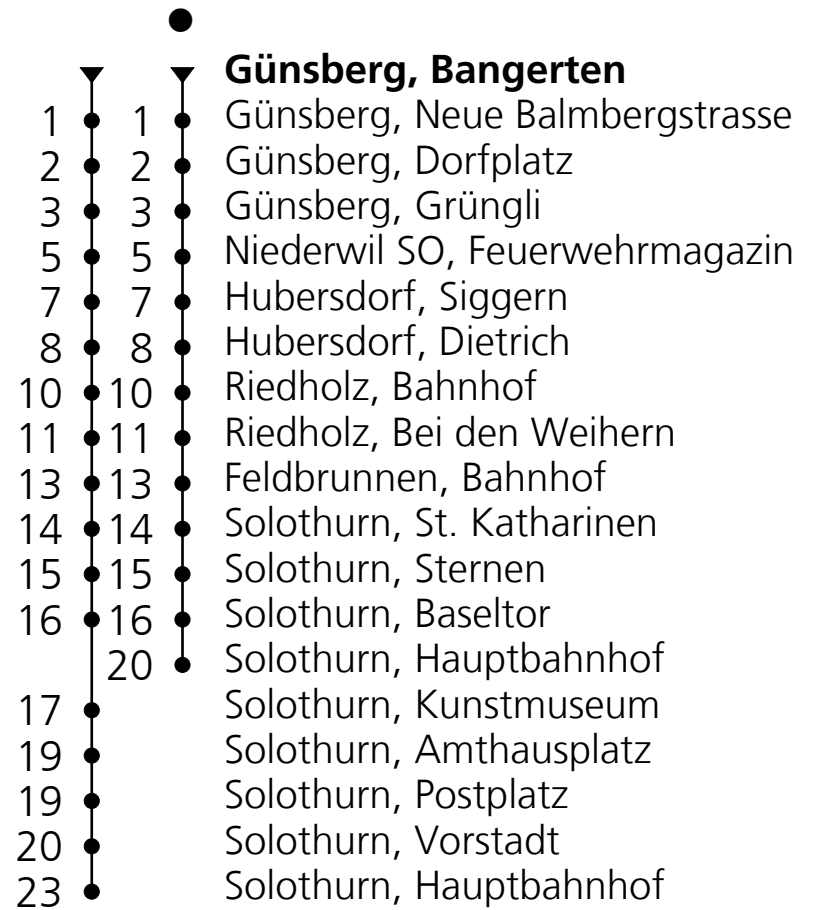 Günsberg, Bangerten
1 1 Günsberg, Neue Balmbergstrasse
2 2 Günsberg, Dorfplatz
3 3 Günsberg, Grüngli
5 5 Niederwil SO, Feuerwehrmagazin
7 7 Hubersdorf, Siggern
8 8 Hubersdorf, Dietrich
10 10 Riedholz, Bahnhof
11 11 Riedholz, Bei den Weihern
13 13 Feldbrunnen, Bahnhof
14 14 Solothurn, St. Katharinen
15 15 Solothurn, Sternen
16 16 Solothurn, Baseltor
20 Solothurn, Hauptbahnhof
17 Solothurn, Kunstmuseum
19 Solothurn, Amthausplatz
19 Solothurn, Postplatz
20 Solothurn, Vorstadt
23 Solothurn, Hauptbahnhof